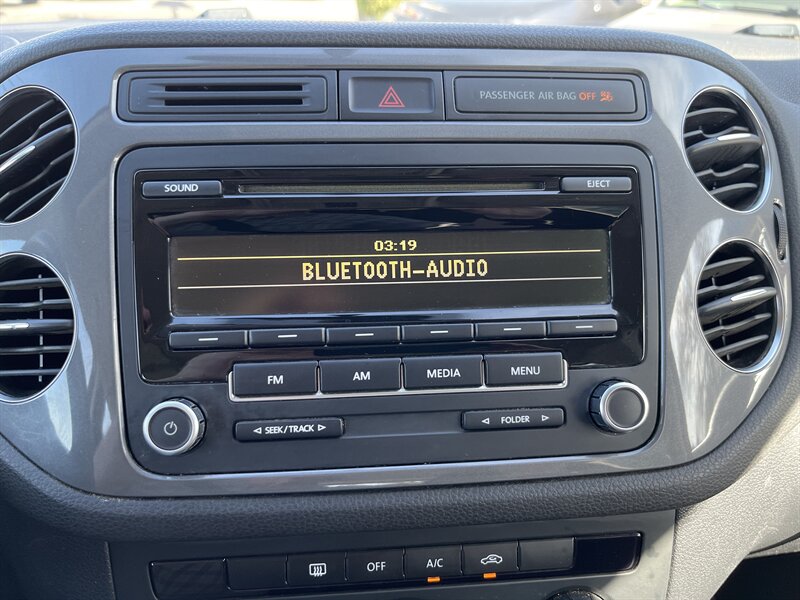 PASSENGER AIR BAG OFF
SOUND
EJECT
03:19
BLUETOOTH-AUDIO
FM AM MEDIA MENU
SEEK/TRACK FOLDER
OFF A/C